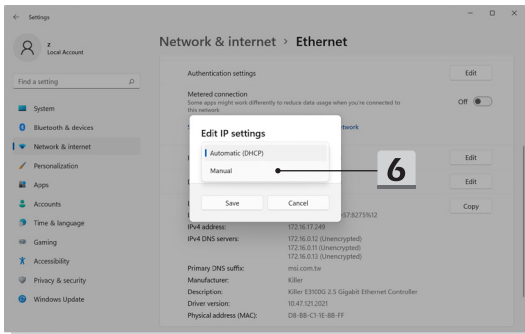 Settings
2
Local Account
Find a setting
System
Bluetooth & devices
Network & internet
Personalization
Apps
Accounts
Time & language
Gaming
Accessibility
Privacy & security
Windows Update
Network & internet > Ethernet
Authentication settings
Edit
Metered connection
Some apps might work differently to reduce data usage when you're connected to
this network
Off
Edit IP settings
Automatic (DHCP)
Manual
6
Save
Cancel
Edit
Edit
Copy
IPv4 address: 172.16.17.249
IPv4 DNS servers: 172.16.0.12 (Unencrypted)
172.16.0.11 (Unencrypted)
172.16.0.13 (Unencrypted)
Primary DNS suffix: msi.com.tw
Manufacturer: Killer
Description: Killer E3100G 2.5 Gigabit Ethernet Controller
Driver version: 10.47.121.2021
Physical address (MAC): D8-BB-C1-1E-8B-FF